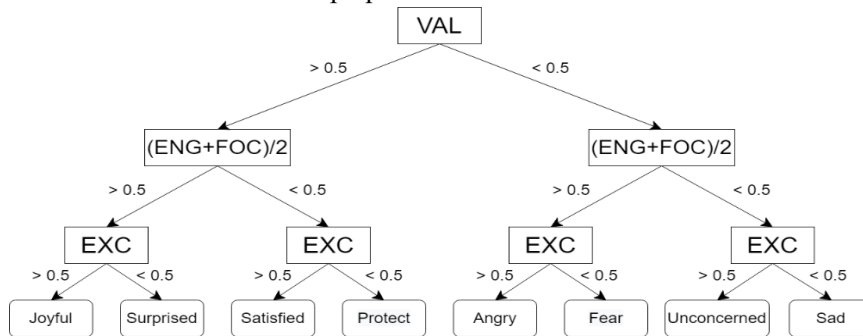 VAL
> 0.5 < 0.5
(ENG+FOC)/2 (ENG+FOC)/2
> 0.5 < 0.5 > 0.5 < 0.5
EXC EXC EXC EXC
> 0.5 < 0.5 > 0.5 < 0.5 > 0.5 < 0.5 > 0.5 < 0.5
Joyful Surprised Satisfied Protect Angry Fear Unconcerned Sad